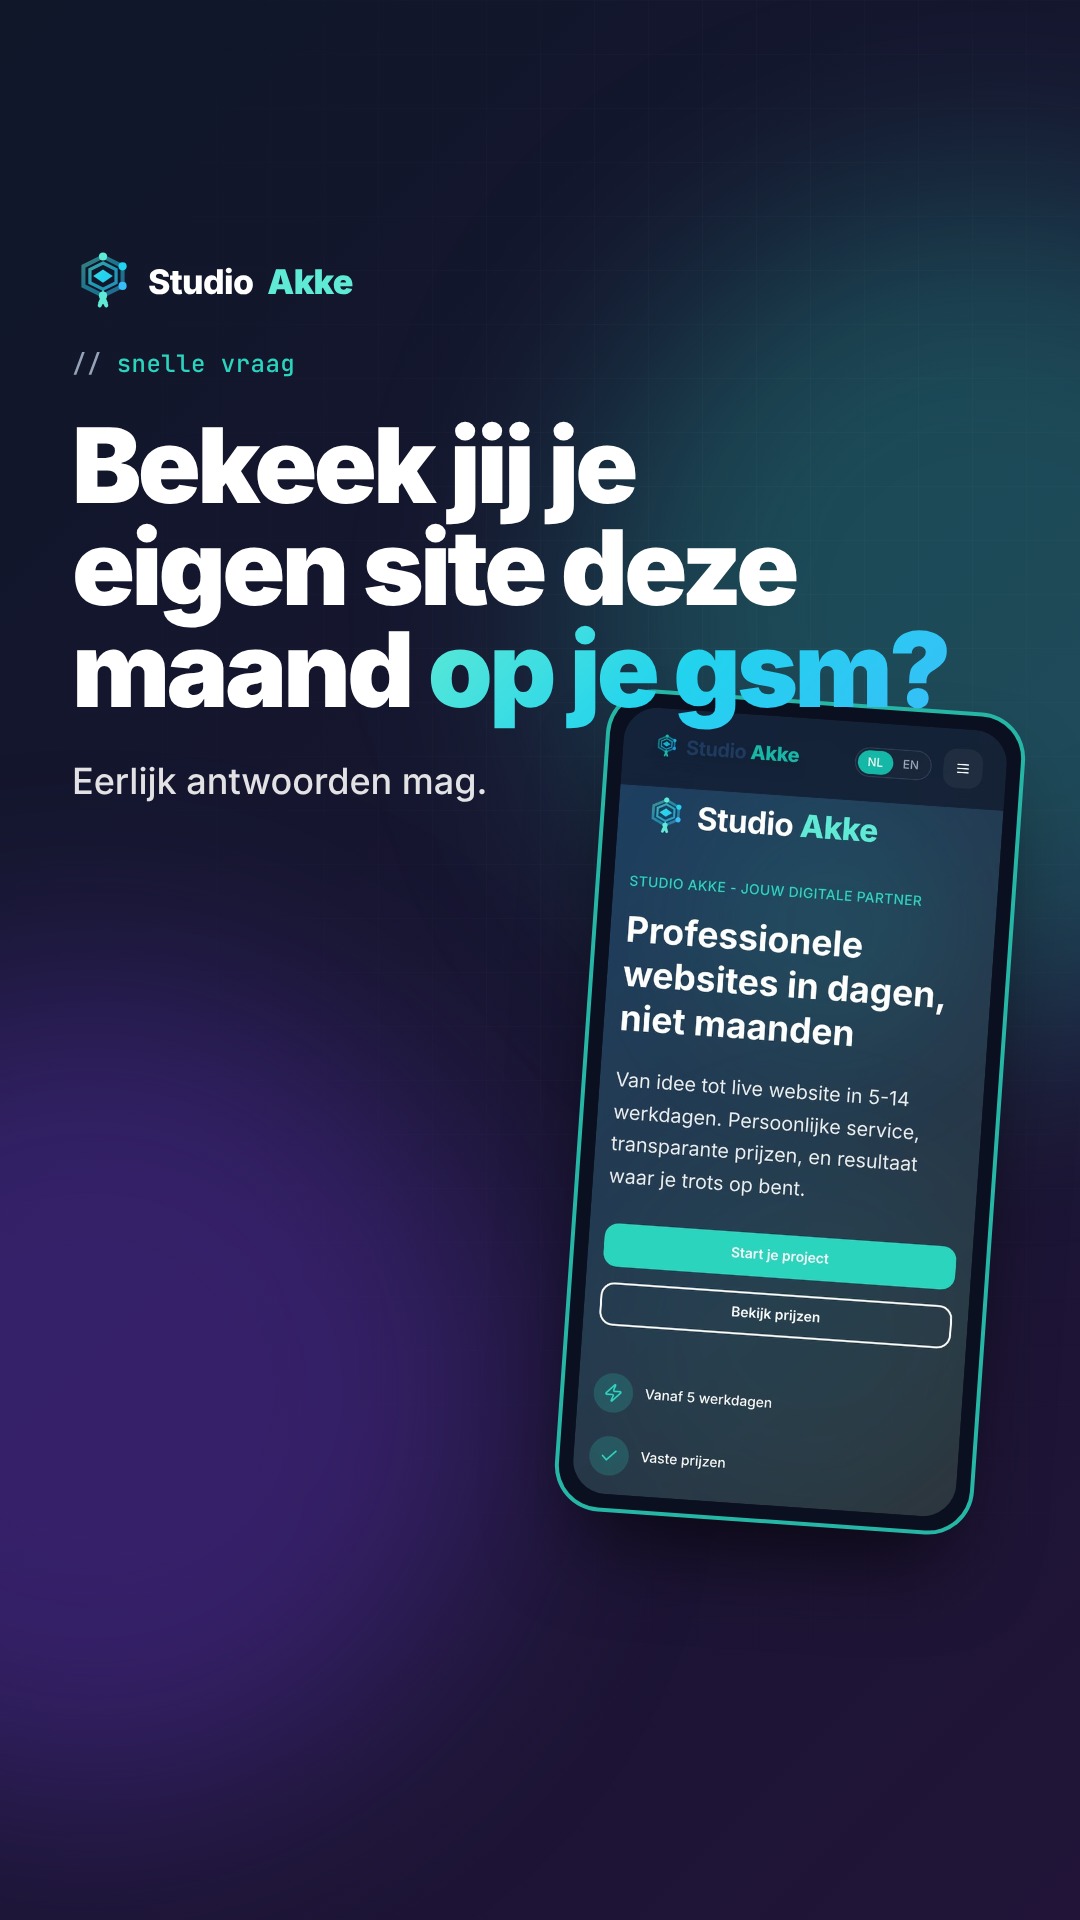 Studio Akke
// snelle vraag
Bekeek jij je
eigen site deze
maand op je gsm?
Eerlijk antwoorden mag.
Studio Akke
NL EN
Studio Akke
STUDIO AKKE - JOUW DIGITALE PARTNER
Professionele
websites in dagen,
niet maanden
Van idee tot live website in 5-14
werkdagen. Persoonlijke service,
transparante prijzen, en resultaat
waar je trots op bent.
Start je project
Bekijk prijzen
Vanaf 5 werkdagen
Vaste prijzen